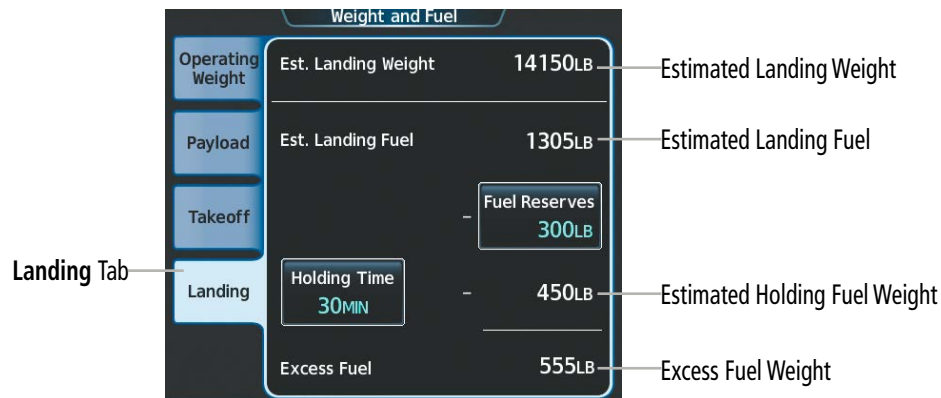 Weight and Fuel
Operating Weight
Est. Landing Weight 14150LB Estimated Landing Weight
Payload
Est. Landing Fuel 1305LB Estimated Landing Fuel
Takeoff
– Fuel Reserves 300LB
Landing Tab
Landing
Holding Time 30MIN – 450LB Estimated Holding Fuel Weight
Excess Fuel 555LB Excess Fuel Weight